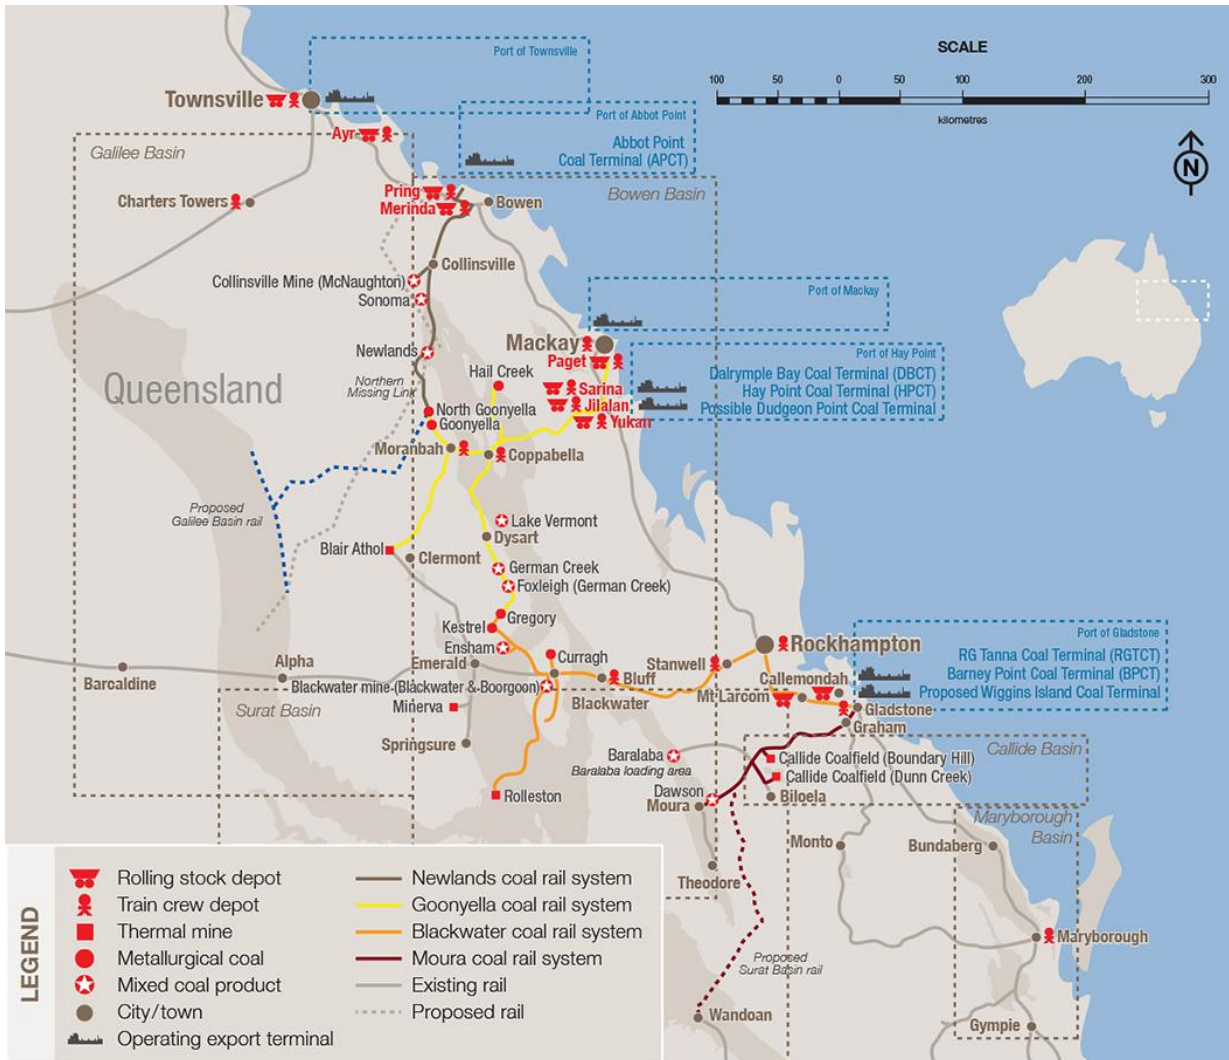 SCALE
100
50
0
50
100
200
300
kilometres
N
Port of Townsville
Townsville
Port of Abbot Point
Abbot Point
Coal Terminal (APCT)
Ayr
Galilee Basin
Bowen Basin
Charters Towers
Pring
Merinda
Bowen
Collinsville
Collinsville Mine (McNaughton)
Sonoma
Port of Mackay
Mackay
Newlands
Paget
Port of Hay Point
Dalrymple Bay Coal Terminal (DBCT)
Hay Point Coal Terminal (HPCT)
Possible Dudgeon Point Coal Terminal
Queensland
Northern
Missing Link
Hail Creek
Sarina
Jilalan
Yukan
North Goonyella
Goonyella
Moranbah
Coppabella
Proposed
Galilee Basin rail
Lake Vermont
Dysart
Blair Athol
Clermont
German Creek
Foxleigh (German Creek)
Gregory
Kestrel
Ensham
Rockhampton
Port of Gladstone
RG Tanna Coal Terminal (RGTCT)
Barney Point Coal Terminal (BPCT)
Proposed Wiggins Island Coal Terminal
Barcaldine
Alpha
Emerald
Curragh
Stanwell
Bluff
Callemondah
Blackwater mine (Blackwater & Boorgoon)
Blackwater
Mt Larcom
Gladstone
Graham
Surat Basin
Minerva
Springsure
Callide Basin
Baralaba
Baralaba loading area
Callide Coalfield (Boundary Hill)
Callide Coalfield (Dunn Creek)
Rolleston
Dawson
Moura
Biloela
Maryborough
Basin
Monto
Bundaberg
Theodore
Maryborough
Proposed
Surat Basin rail
Wandoan
Gympie
LEGEND
Rolling stock depot
Train crew depot
Thermal mine
Metallurgical coal
Mixed coal product
City/town
Operating export terminal
Newlands coal rail system
Goonyella coal rail system
Blackwater coal rail system
Moura coal rail system
Existing rail
Proposed rail